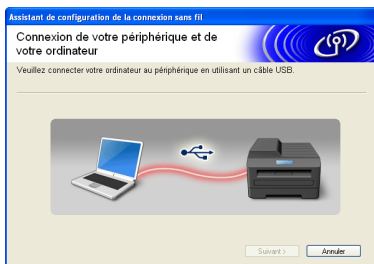 Assistant de configuration de la connexion sans fil
Connexion de votre périphérique et de
votre ordinateur
Veuillez connecter votre ordinateur au périphérique en utilisant un câble USB.
Suivant >
Annuler